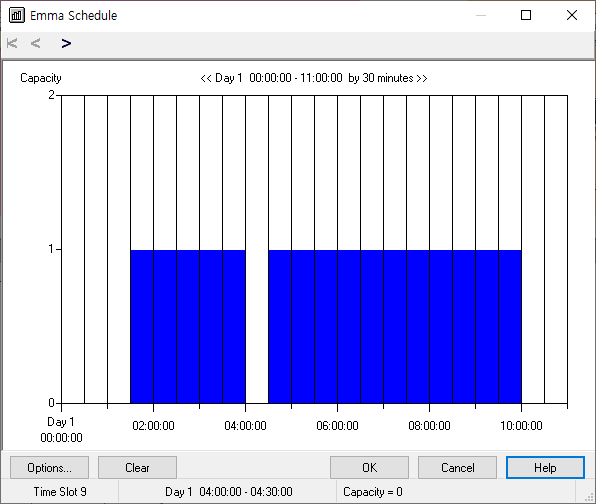 Emma Schedule
Capacity
<< Day 1 00:00:00 - 11:00:00 by 30 minutes >>
2
1
0
Day 1
00:00:00
02:00:00
04:00:00
06:00:00
08:00:00
10:00:00
Options...
Clear
OK
Cancel
Help
Time Slot 9
Day 1 04:00:00 - 04:30:00
Capacity = 0